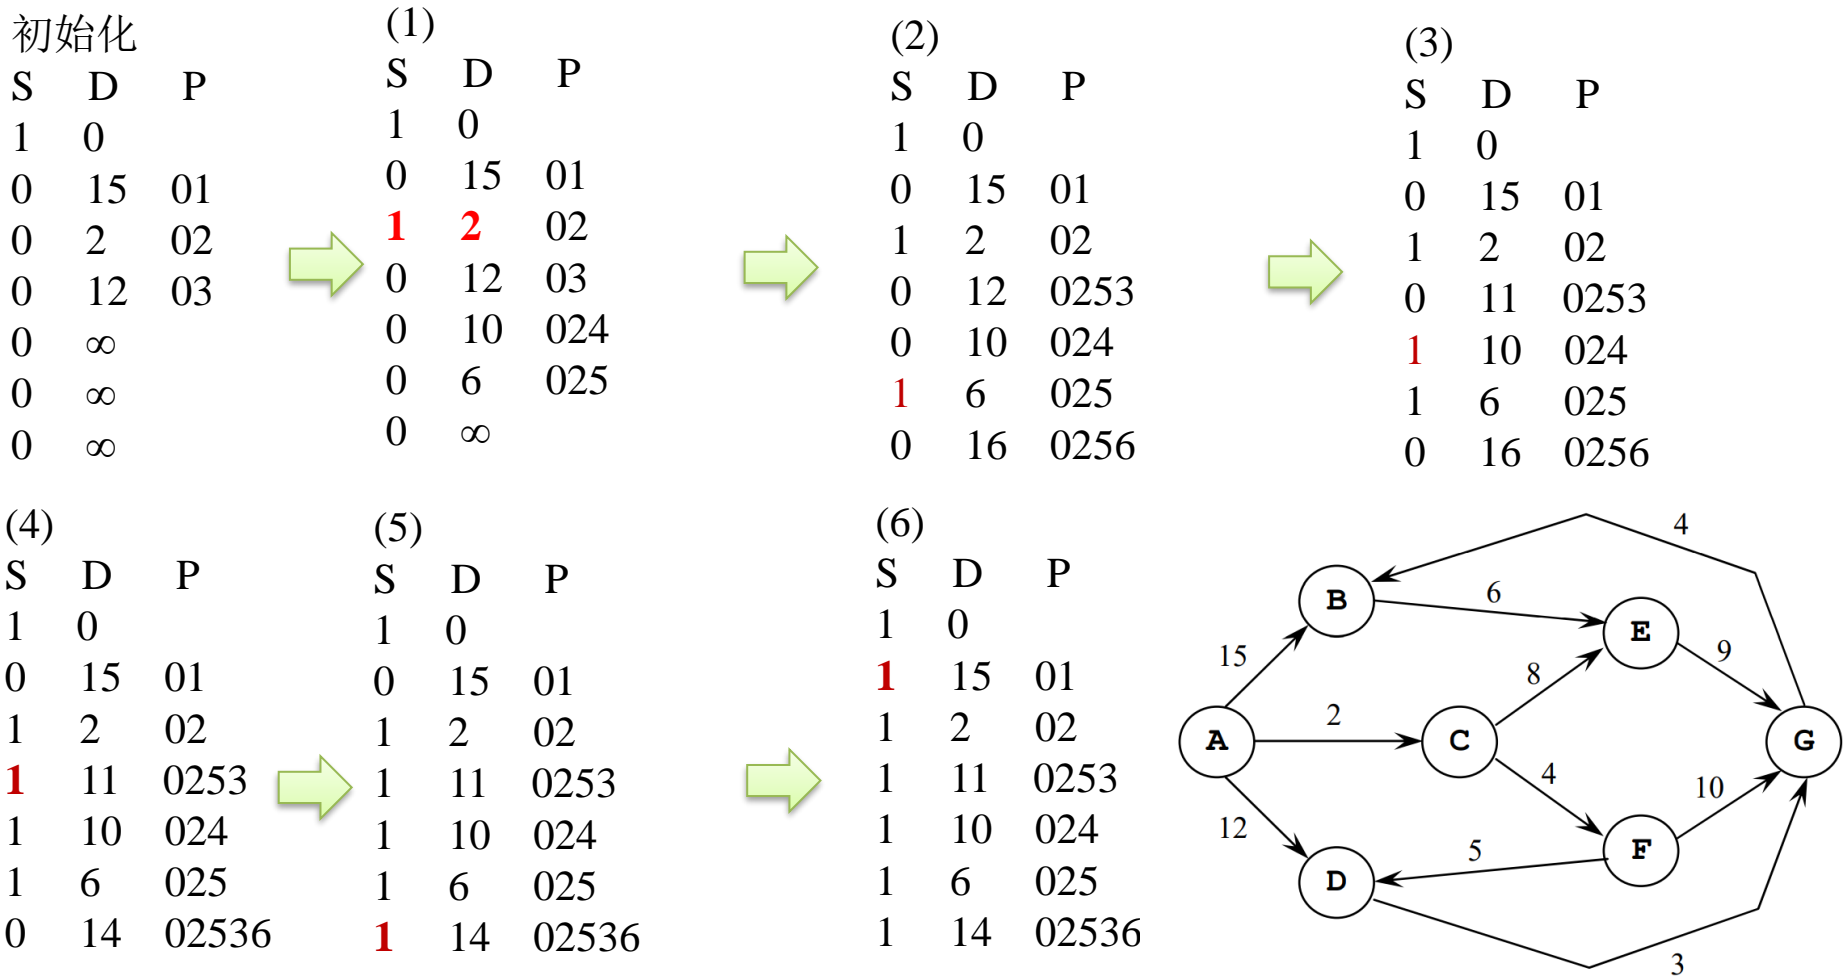 初始化
S D P
1 0
0 15 01
0 2 02
0 12 03
0 ∞
0 ∞
0 ∞
(1)
S D P
1 0
0 15 01
1 2 02
0 12 03
0 10 024
0 6 025
0 ∞
(2)
S D P
1 0
0 15 01
1 2 02
0 12 0253
0 10 024
1 6 025
0 16 0256
(3)
S D P
1 0
0 15 01
1 2 02
0 11 0253
1 10 024
1 6 025
0 16 0256
(4)
S D P
1 0
0 15 01
1 2 02
1 11 0253
1 10 024
1 6 025
0 14 02536
(5)
S D P
1 0
0 15 01
1 2 02
1 11 0253
1 10 024
1 6 025
1 14 02536
(6)
S D P
1 0
1 15 01
1 2 02
1 11 0253
1 10 024
1 6 025
1 14 02536
4
B
6
E
15
8
9
2
A
C
G
4
10
12
5
F
D
3